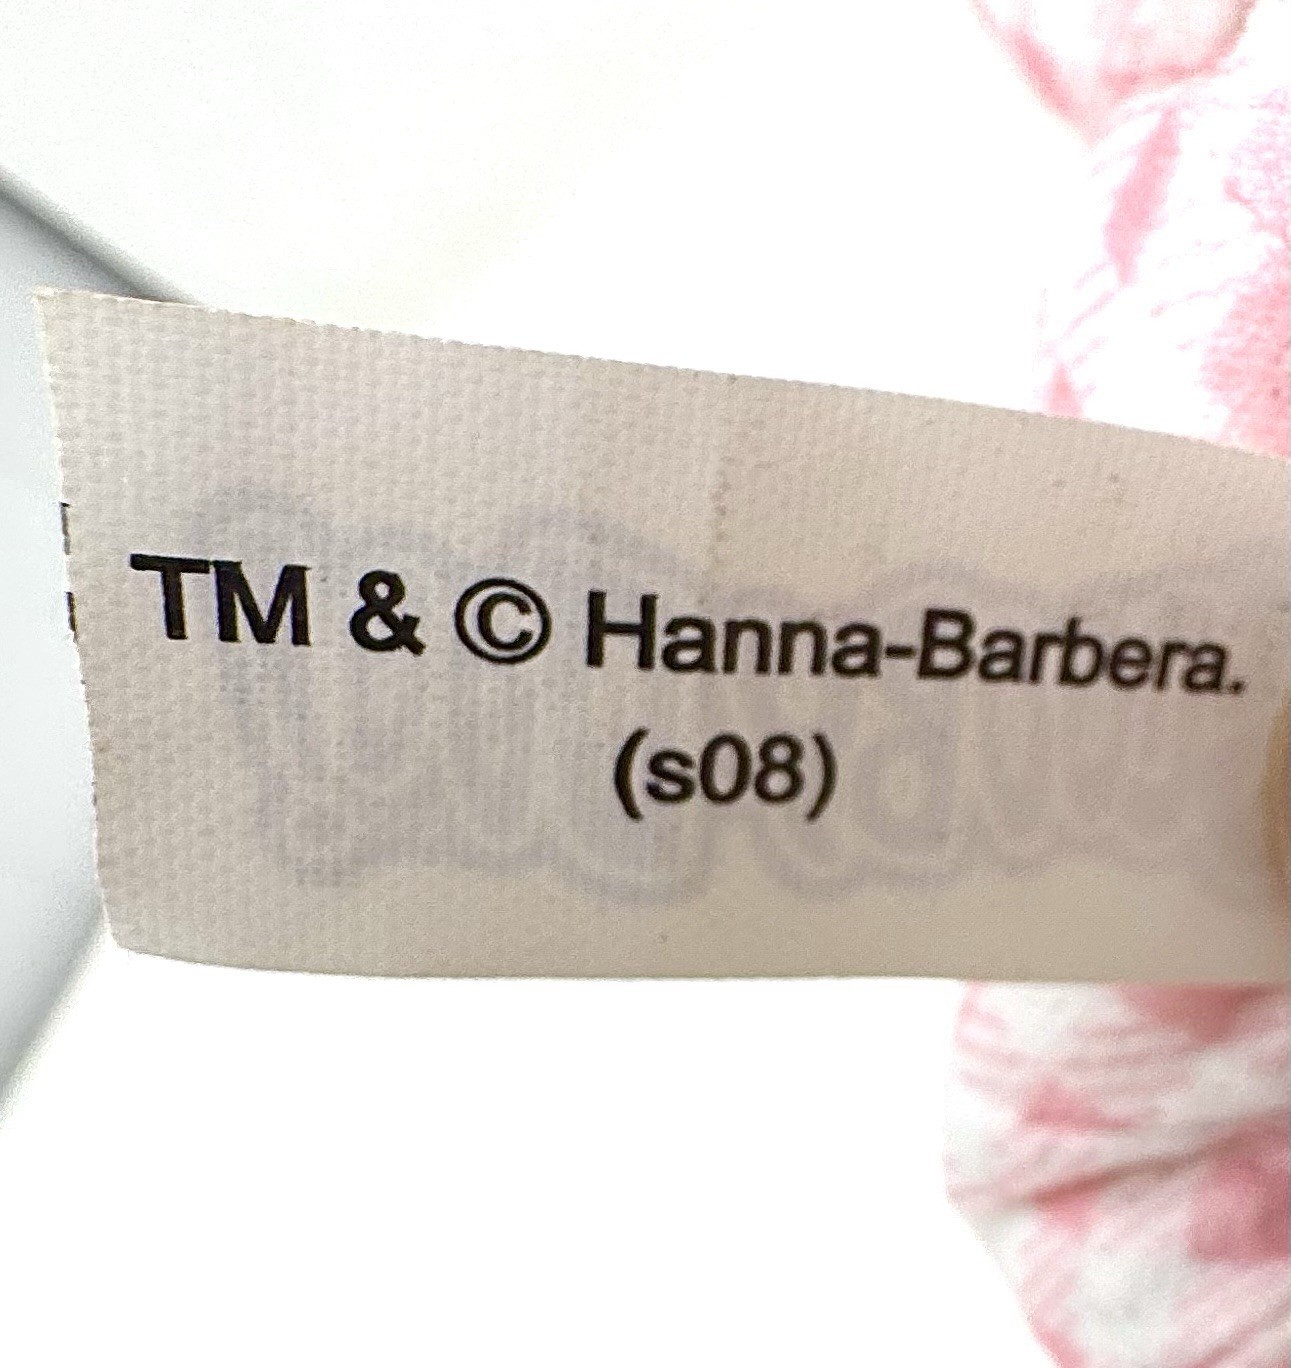 TM & © Hanna-Barbera.
(s08)